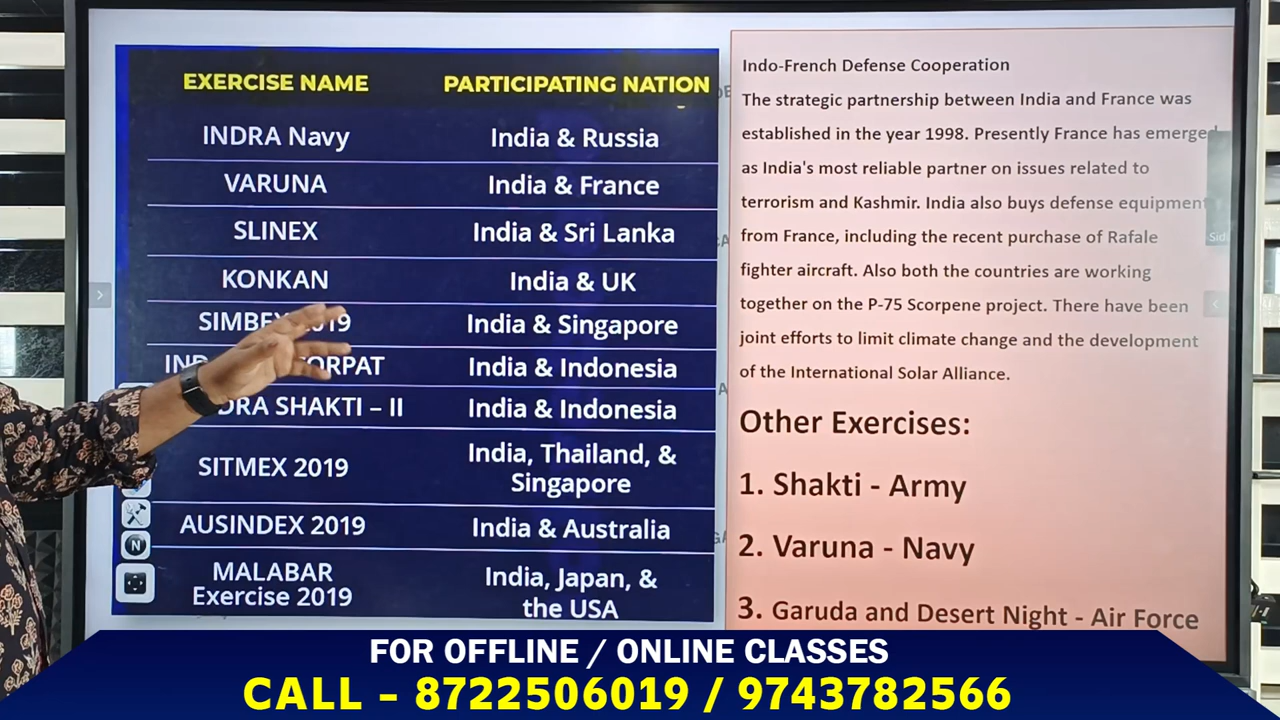 EXERCISE NAME PARTICIPATING NATION
INDRA Navy India & Russia
VARUNA India & France
SLINEX India & Sri Lanka
KONKAN India & UK
19 India & Singapore
ORPAT India & Indonesia
SHAKTI – II India & Indonesia
SITMEX 2019 India, Thailand, &
Singapore
AUSINDEX 2019 India & Australia
MALABAR India, Japan, &
Exercise 2019 the USA
Indo-French Defense Cooperation
The strategic partnership between India and France was
established in the year 1998. Presently France has emerged
as India's most reliable partner on issues related to
terrorism and Kashmir. India also buys defense equipment
from France, including the recent purchase of Rafale
fighter aircraft. Also both the countries are working
together on the P-75 Scorpene project. There have been
joint efforts to limit climate change and the development
of the International Solar Alliance.
Other Exercises:
1. Shakti - Army
2. Varuna - Navy
3. Garuda and Desert Night - Air Force
Sid
N
FOR OFFLINE / ONLINE CLASSES
CALL – 8722506019 / 9743782566